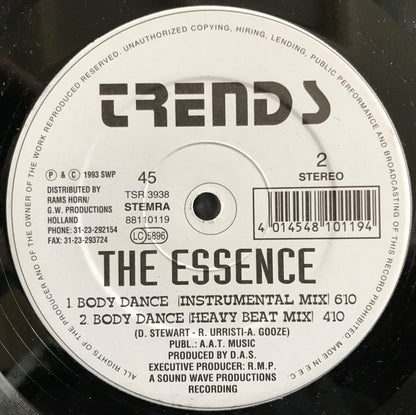 ALL RIGHTS OF THE PRODUCER AND OF THE OWNER OF THE WORK REPRODUCED RESERVED. UNAUTHORIZED COPYING, HIRING, LENDING, PUBLIC PERFORMANCE AND BROADCASTING OF THIS RECORDING PROHIBITED. MADE IN E.E.C.
TRENDS
℗ & © 1993 SWP
45
2
TSR 3938
STEREO
DISTRIBUTED BY
RAMS HORN/
G.W. PRODUCTIONS
HOLLAND
PHONE: 31-23-292154
FAX: 31-23-293724
STEMRA
88110119
LC 5896
4 014548 101194
THE ESSENCE
1 BODY DANCE (INSTRUMENTAL MIX) 610
2 BODY DANCE (HEAVY BEAT MIX) 410
(D. STEWART - R. URRISTI-A. GOOZE)
PUBL.: A.A.T. MUSIC
PRODUCED BY D.A.S.
EXECUTIVE PRODUCER: R.M.P.
A SOUND WAVE PRODUCTIONS
RECORDING